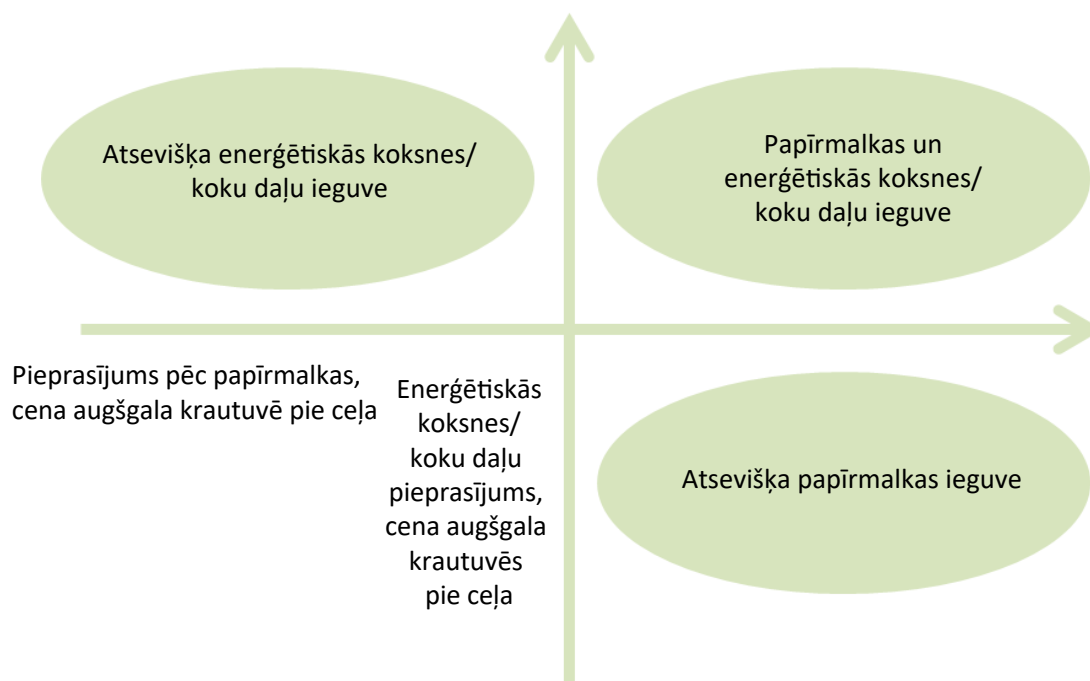 Atsevišķa enerģētiskās koksnes/
koku daļu ieguve
Papīrmalkas un
enerģētiskās koksnes/
koku daļu ieguve
Pieprasījums pēc papīrmalkas,
cena augšgala krautuvē pie ceļa
Enerģētiskās
koksnes/
koku daļu
pieprasījums,
cena augšgala
krautuvēs
pie ceļa
Atsevišķa papīrmalkas ieguve